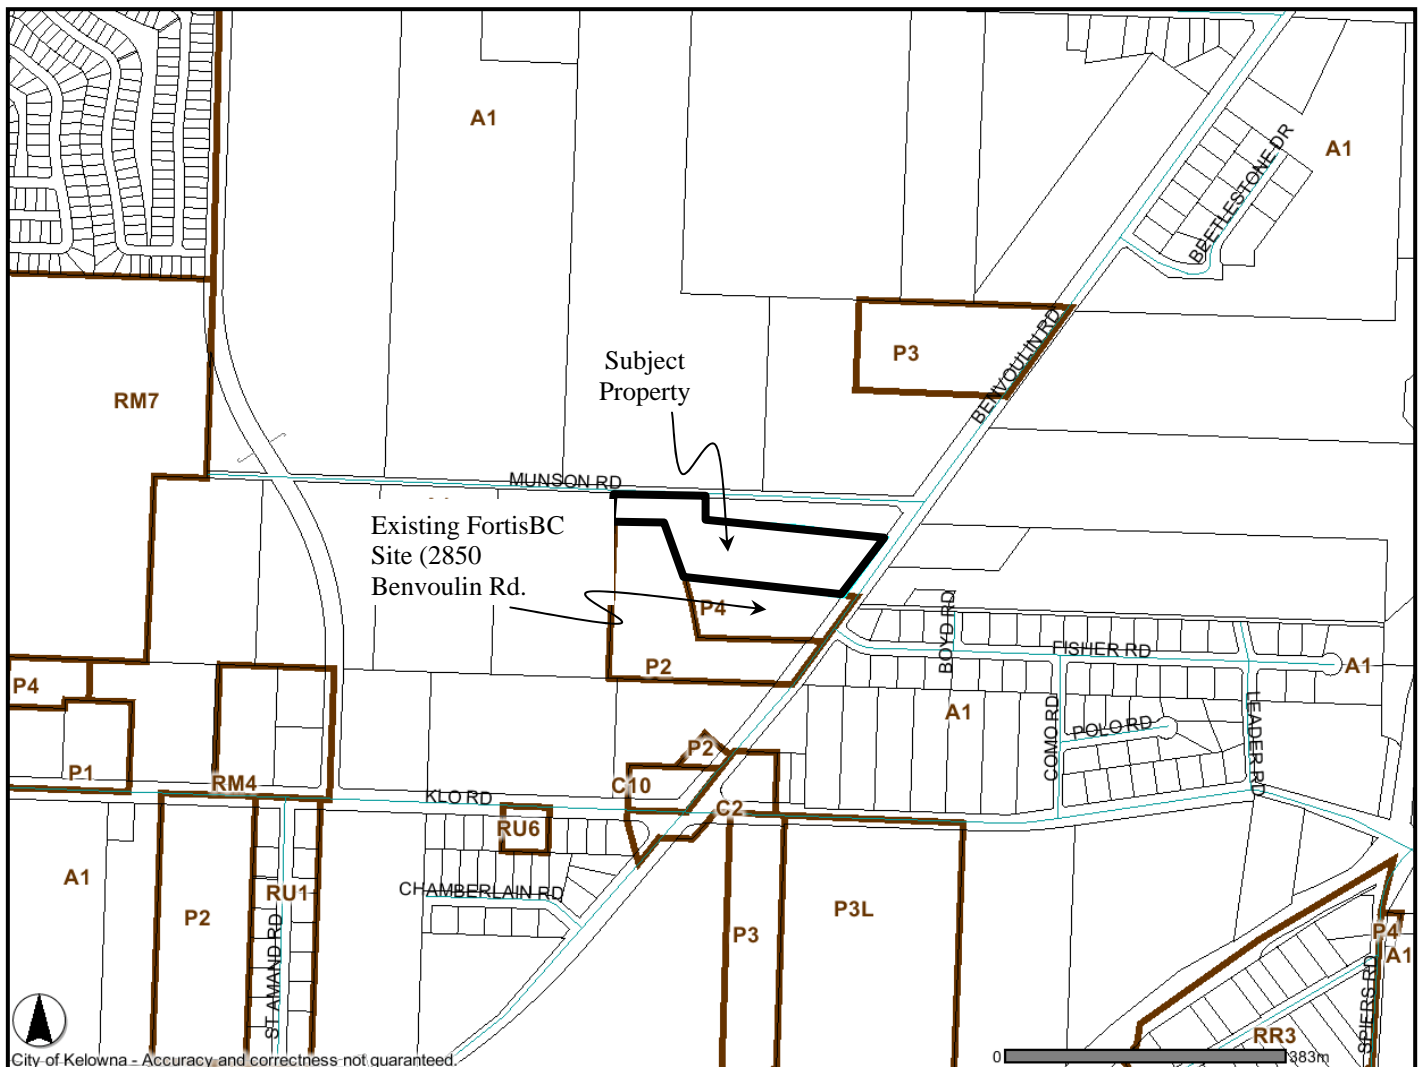 A1
A1
BEETLESTONE DR
P3
BENVOULIN RD
Subject
Property
RM7
MUNSON RD
Existing FortisBC
Site (2850
Benvoulin Rd.
P4
P2
BOYD RD
FISHER RD
A1
A1
COMO RD
POLO RD
LEADER RD
P4
P1
RM4
KLO RD
P2
C10
C2
RU6
A1
P2
RU1
ST AMAND RD
CHAMBERLAIN RD
P3
P3L
P4
A1
SPIERS RD
RR3
City of Kelowna - Accuracy and correctness not guaranteed.
0 383m